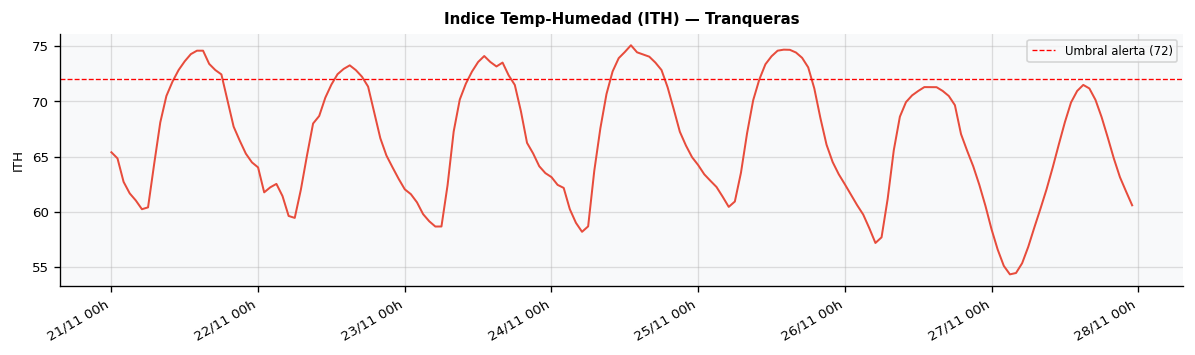 Indice Temp-Humedad (ITH) — Tranqueras
Umbral alerta (72)
ITH
75
70
65
60
55
21/11 00h
22/11 00h
23/11 00h
24/11 00h
25/11 00h
26/11 00h
27/11 00h
28/11 00h